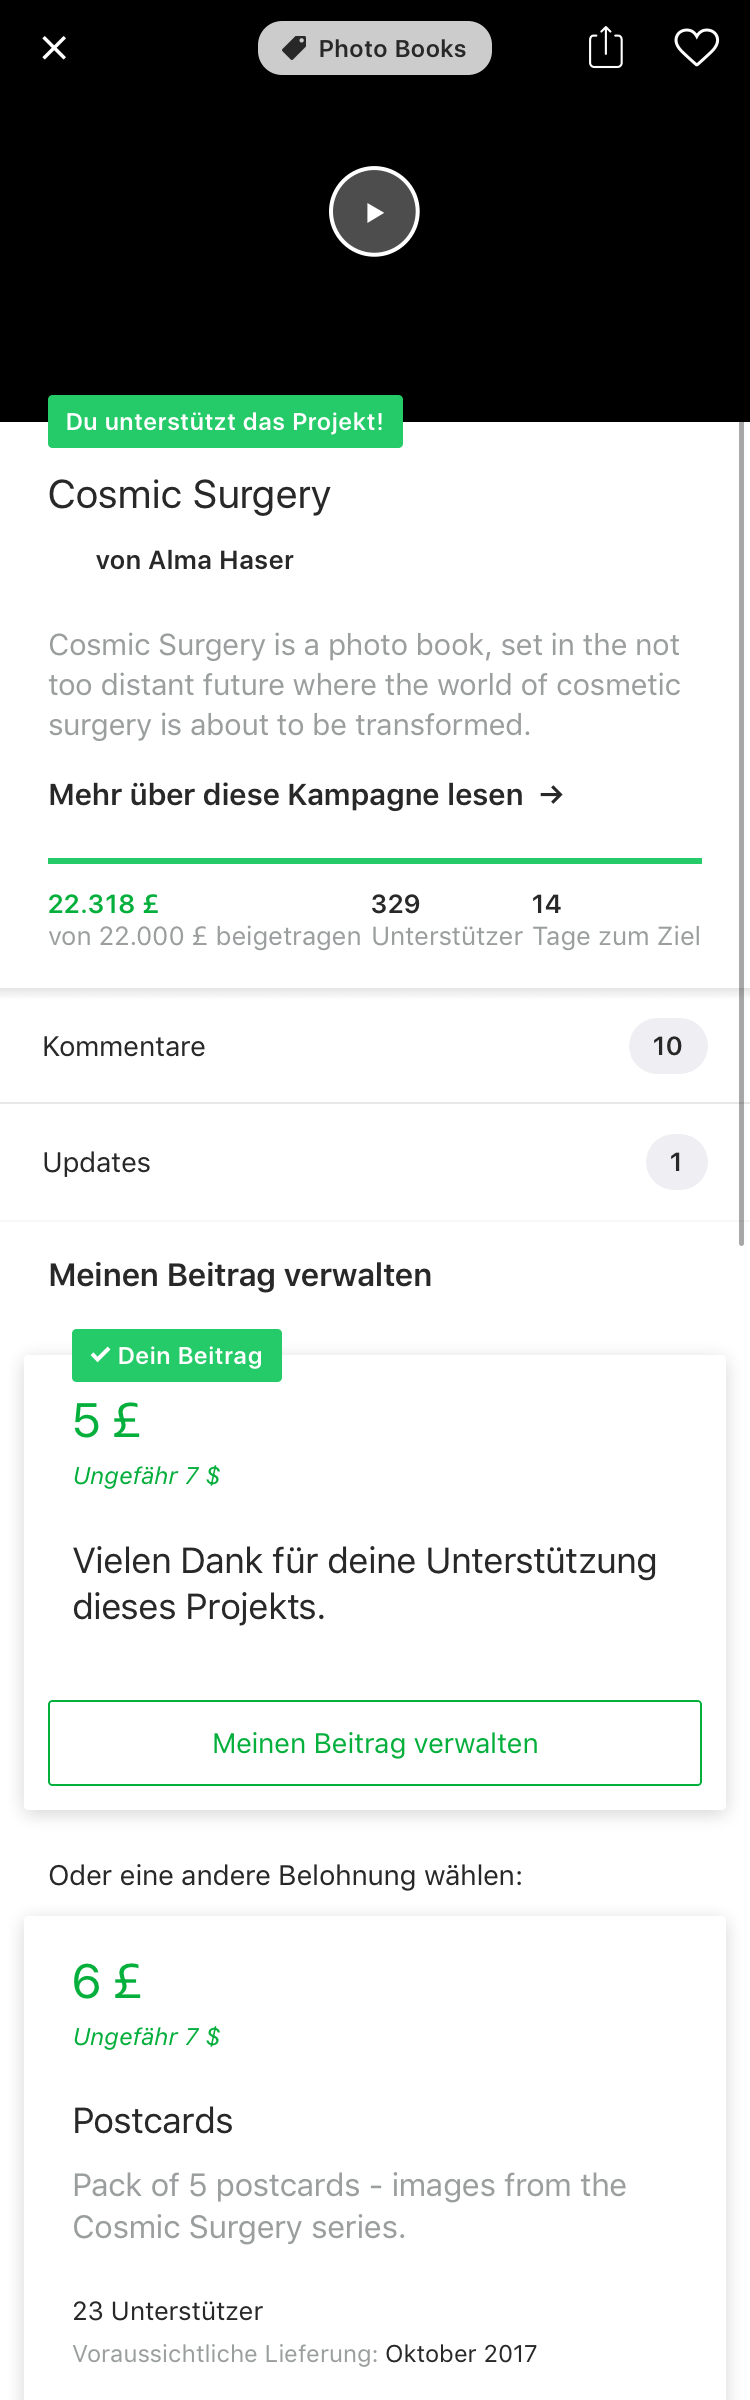 Photo Books
Du unterstützt das Projekt!
Cosmic Surgery
von Alma Haser
Cosmic Surgery is a photo book, set in the not
too distant future where the world of cosmetic
surgery is about to be transformed.
Mehr über diese Kampagne lesen →
22.318 £ 329 14
von 22.000 £ beigetragen Unterstützer Tage zum Ziel
Kommentare 10
Updates 1
Meinen Beitrag verwalten
Dein Beitrag
5 £
Ungefähr 7 $
Vielen Dank für deine Unterstützung
dieses Projekts.
Meinen Beitrag verwalten
Oder eine andere Belohnung wählen:
6 £
Ungefähr 7 $
Postcards
Pack of 5 postcards - images from the
Cosmic Surgery series.
23 Unterstützer
Voraussichtliche Lieferung: Oktober 2017